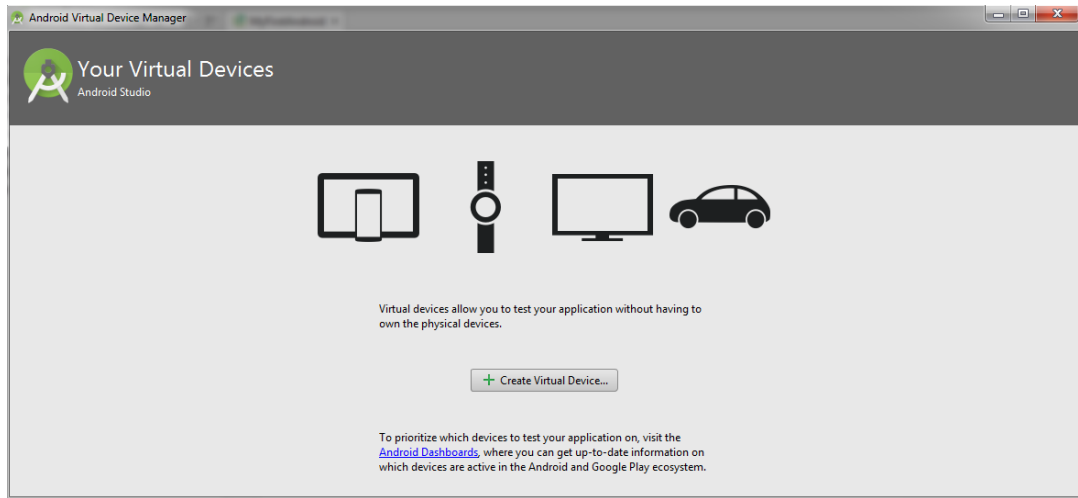 Android Virtual Device Manager
Your Virtual Devices
Android Studio
Virtual devices allow you to test your application without having to
own the physical devices.
Create Virtual Device...
To prioritize which devices to test your application on, visit the
Android Dashboards, where you can get up-to-date information on
which devices are active in the Android and Google Play ecosystem.